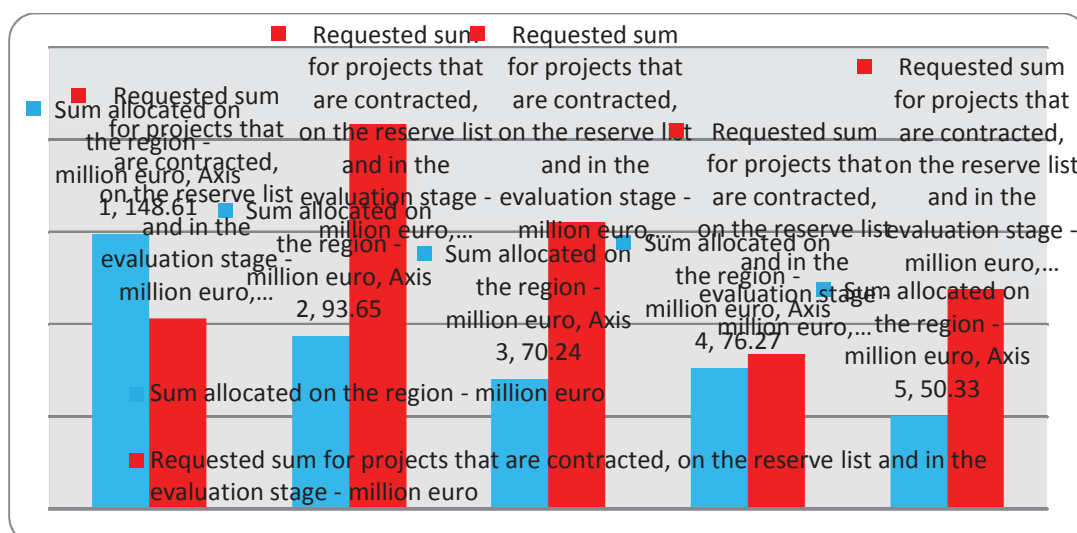 Sum allocated on
the region -
million euro, Axis
1, 148.61
Requested sum
for projects that
are contracted,
on the reserve list
and in the
evaluation stage -
million euro,...
Sum allocated on
the region -
million euro, Axis
2, 93.65
Requested sum
for projects that
are contracted,
on the reserve list
and in the
evaluation stage -
million euro,...
Sum allocated on
the region -
million euro, Axis
3, 70.24
Requested sum
for projects that
are contracted,
on the reserve list
and in the
evaluation stage -
million euro,...
Sum allocated on
the region -
million euro, Axis
4, 76.27
Requested sum
for projects that
are contracted,
on the reserve list
and in the
evaluation stage -
million euro,...
Sum allocated on
the region -
million euro, Axis
5, 50.33
Requested sum
for projects that
are contracted,
on the reserve list
and in the
evaluation stage -
million euro,...
Sum allocated on the region - million euro
Requested sum for projects that are contracted, on the reserve list and in the
evaluation stage - million euro